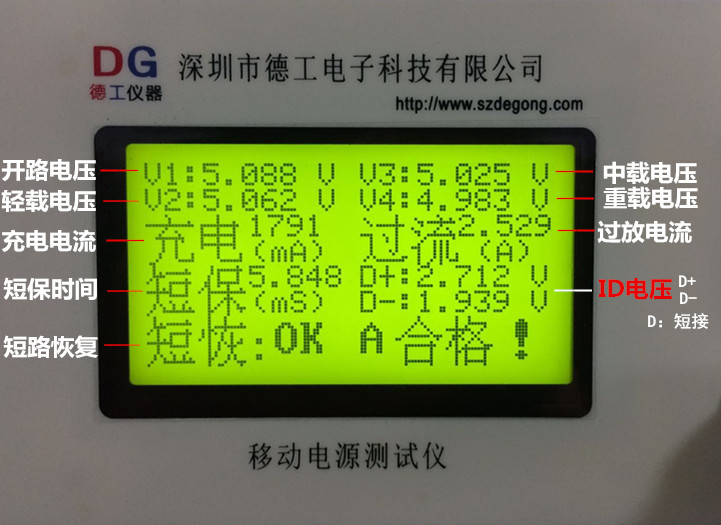 DG 深圳市德工电子科技有限公司
德工仪器
http://www.szdegong.com
开路电压 V1:5.088 V V3:5.025 V 中载电压
轻载电压 V2:5.062 V V4:4.983 V 重载电压
充电电流 充电 1791 (mA) 过流 2.529 (A) 过放电流
短保时间 短保 5.848 (mS) D+:2.712 V D-:1.939 V ID电压 D+ D-
D：短接
短路恢复 短恢:OK A合格!
移动电源测试仪